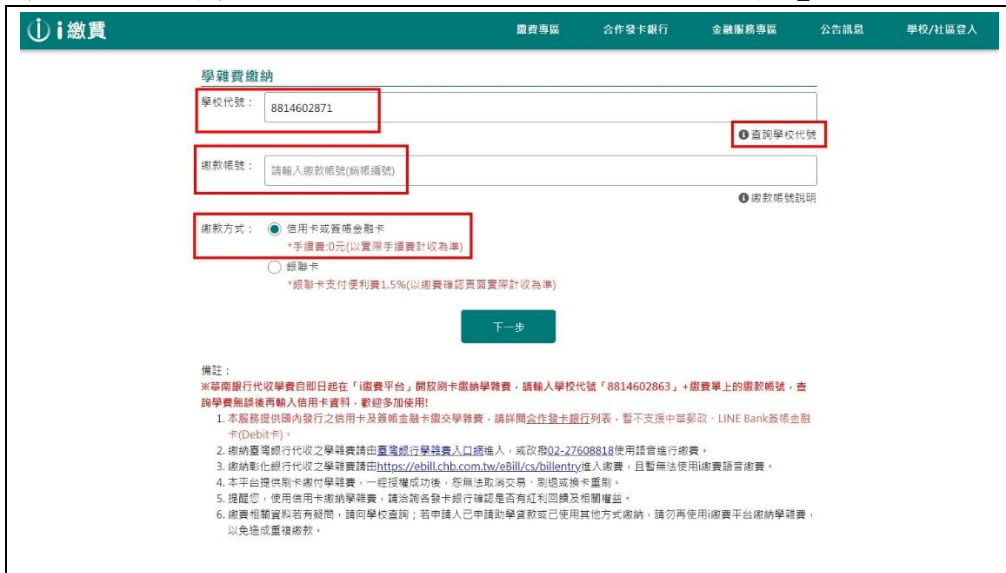 i繳費
繳費專區 合作發卡銀行 金融服務專區 公告訊息 學校/社區登入
學雜費繳納
學校代號： 8814602871
查詢學校代號
繳款帳號： 請輸入繳款帳號(銷帳編號)
繳款帳號說明
繳款方式： 信用卡或簽帳金融卡
*手續費:0元(以實際手續費計收為準)
銀聯卡
*銀聯卡支付便利費1.5%(以繳費確認頁面實際計收為準)
下一步
備註：
※華南銀行代收學費自即日起在「i繳費平台」開放刷卡繳納學雜費，請輸入學校代號「8814602863」+繳費單上的繳款帳號，查
詢學費無誤後再輸入信用卡資料，歡迎多加使用!
1. 本服務提供國內發行之信用卡及簽帳金融卡繳交學雜費，請詳閱合作發卡銀行列表，暫不支援中華郵政、LINE Bank簽帳金融
卡(Debit卡)。
2. 繳納臺灣銀行代收之學雜費請由臺灣銀行學雜費入口網進入，或改撥02-27608818使用語音進行繳費。
3. 繳納彰化銀行代收之學雜費請由https://ebill.chb.com.tw/eBill/cs/billentry進入繳費，且暫無法使用i繳費語音繳費。
4. 本平台提供刷卡繳付學雜費，一經授權成功後，恕無法取消交易、刷退或換卡重刷。
5. 提醒您，使用信用卡繳納學雜費，請洽詢各發卡銀行確認是否有紅利回饋及相關權益。
6. 繳費相關資料若有疑問，請向學校查詢；若申請人已申請助學貸款或已使用其他方式繳納，請勿再使用i繳費平台繳納學雜費，
以免造成重複繳款。